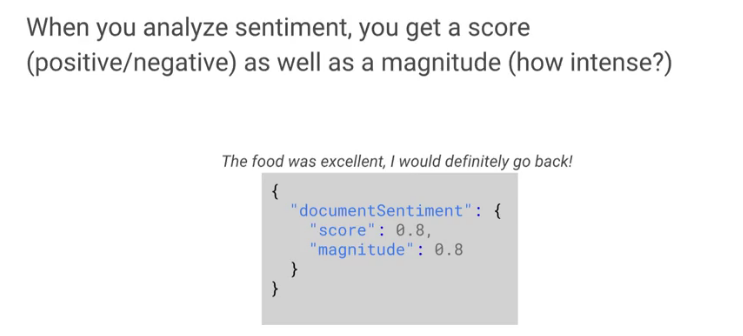 When you analyze sentiment, you get a score
(positive/negative) as well as a magnitude (how intense?)
The food was excellent, I would definitely go back!
{
"documentSentiment": {
"score": 0.8,
"magnitude": 0.8
}
}